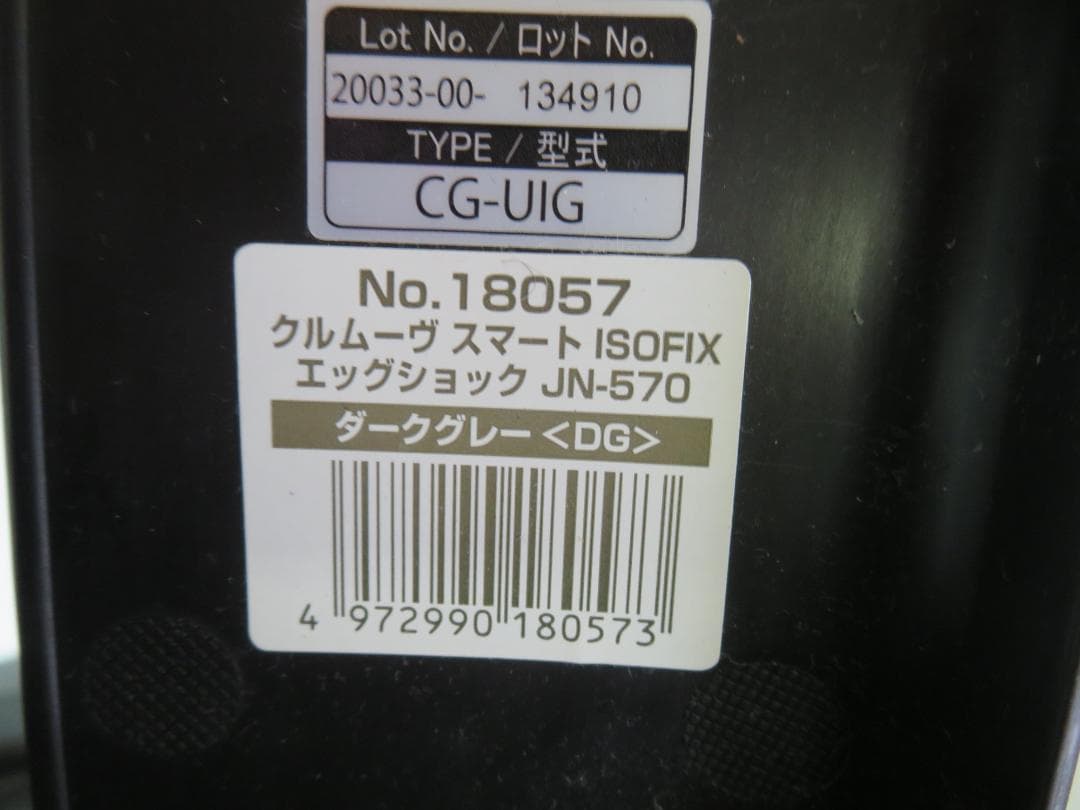 Lot No. / ロット No.
20033-00- 134910
TYPE / 型式
CG-UIG
No.18057
クルムーヴ スマート ISOFIX
エッグショック JN-570
ダークグレー<DG>
4 972990 180573